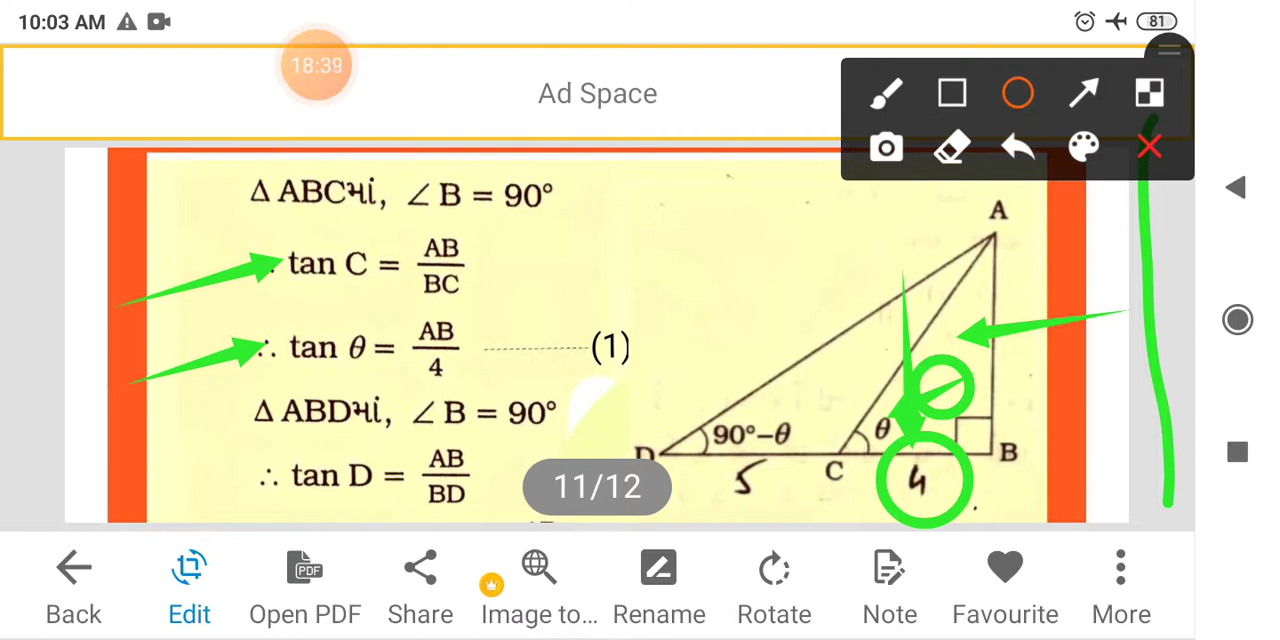 10:03 AM
81
18:39
Ad Space
Δ ABCમાં, ∠ B = 90°
∴ tan C = AB/BC
∴ tan θ = AB/4 (1)
Δ ABDમાં, ∠ B = 90°
∴ tan D = AB/BD
A
90°−θ
θ
D
C
B
5
4
11/12
Back
Edit
PDF
Open PDF
Share
Image to...
Rename
Rotate
Note
Favourite
More